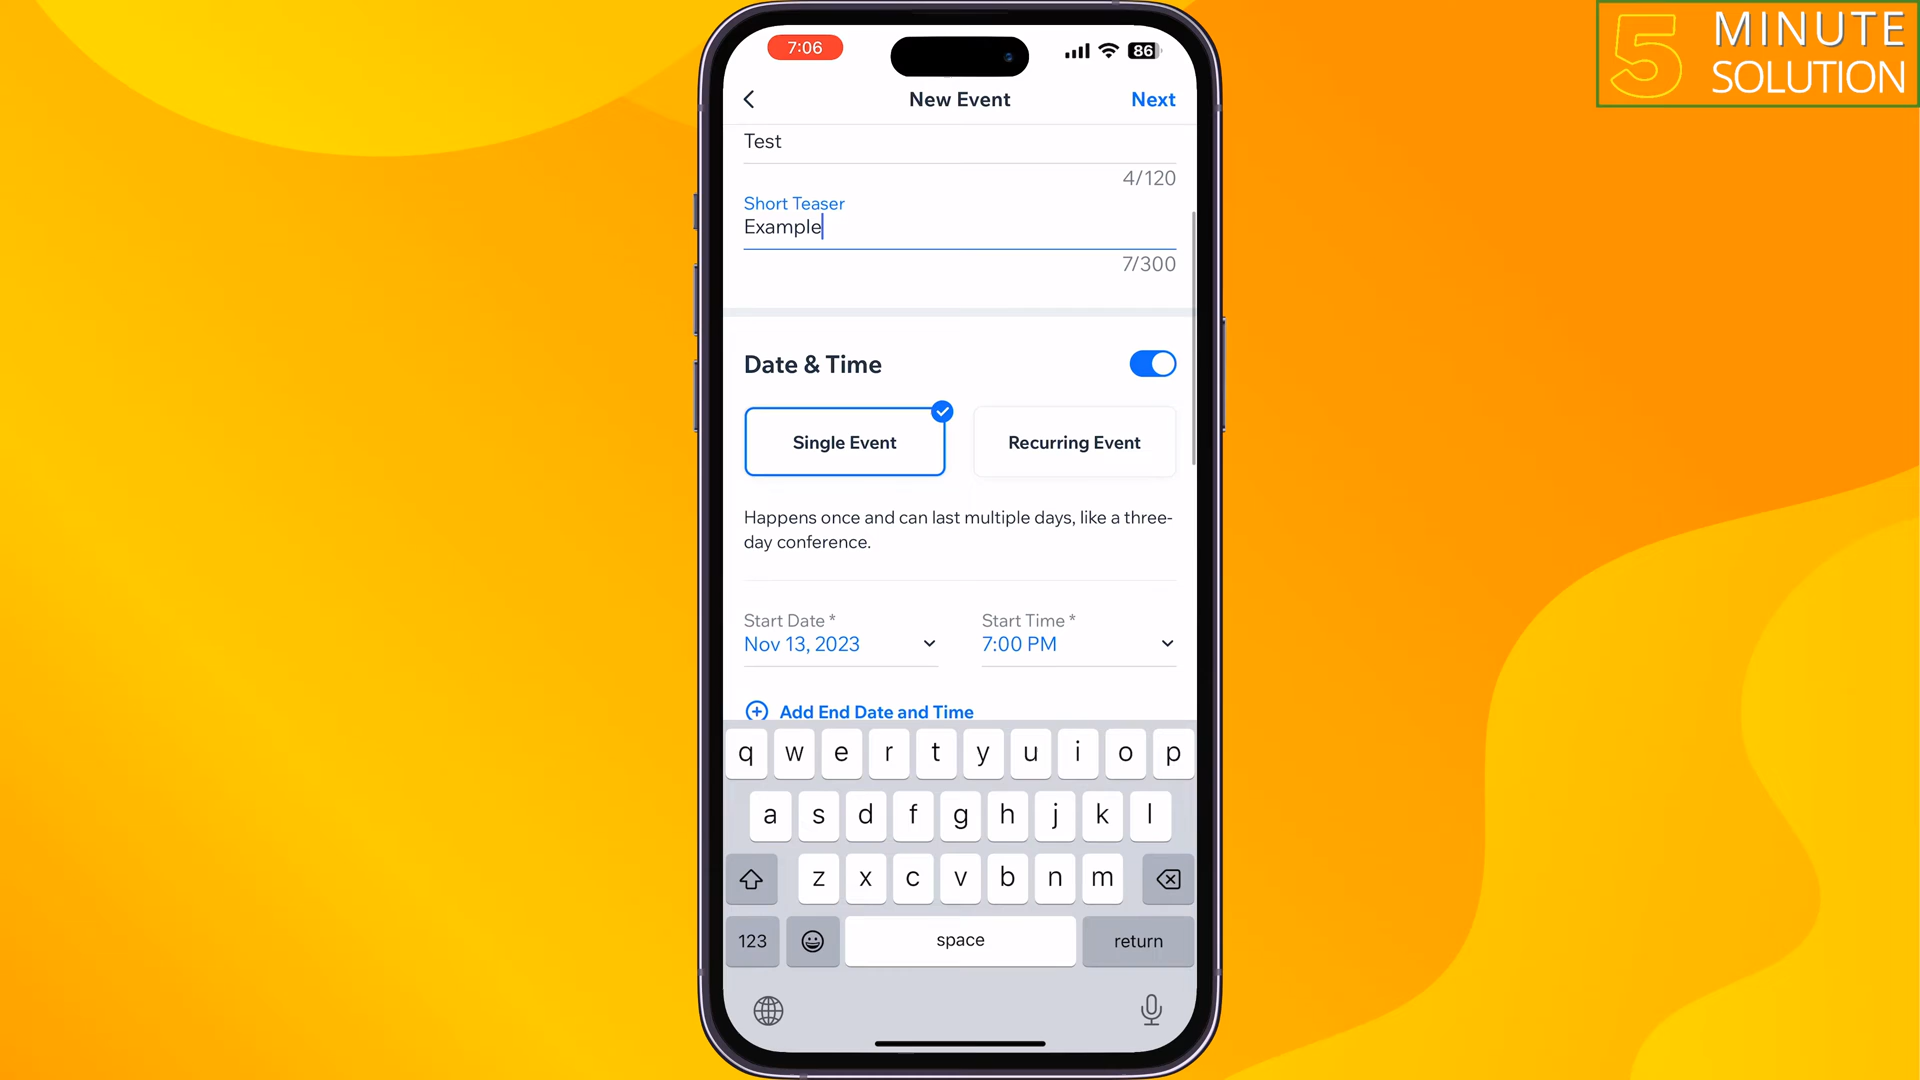 5 MINUTE
SOLUTION
7:06
86
New Event
Next
Test
4/120
Short Teaser
Example
7/300
Date & Time
Single Event
Recurring Event
Happens once and can last multiple days, like a three-
day conference.
Start Date *
Start Time *
Nov 13, 2023
7:00 PM
Add End Date and Time
q w e r t y u i o p
a s d f g h j k l
z x c v b n m
123
space
return